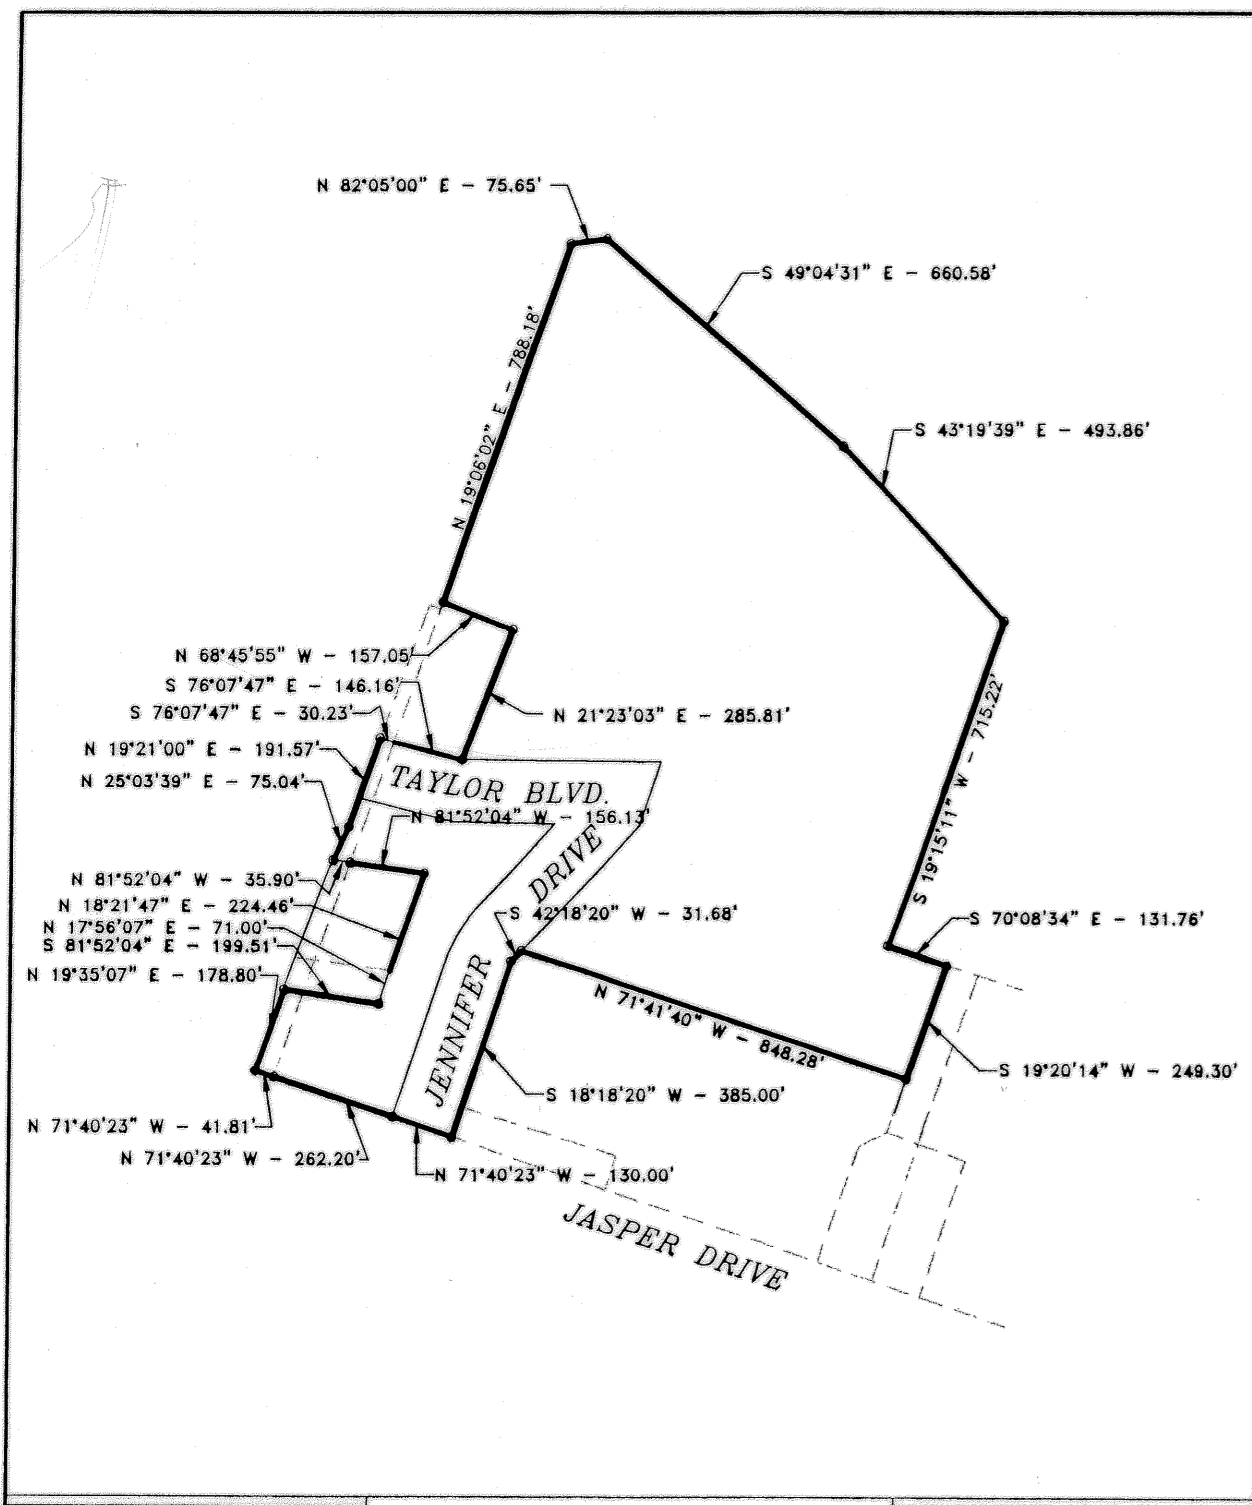 N 82°05'00" E - 75.65'
S 49°04'31" E - 660.58'
N 19°06'02" E - 788.18'
S 43°19'39" E - 493.86'
N 68°45'55" W - 157.05'
S 76°07'47" E - 146.16'
S 76°07'47" E - 30.23'
N 21°23'03" E - 285.81'
N 19°21'00" E - 191.57'
N 25°03'39" E - 75.04'
TAYLOR BLVD.
N 81°52'04" W - 156.13'
S 19°15'11" W - 715.22'
DRIVE
N 81°52'04" W - 35.90'
N 18°21'47" E - 224.46'
N 17°56'07" E - 71.00'
S 81°52'04" E - 199.51'
N 19°35'07" E - 178.80'
S 42°18'20" W - 31.68'
S 70°08'34" E - 131.76'
JENNIFER
N 71°41'40" W - 848.28'
S 19°20'14" W - 249.30'
S 18°18'20" W - 385.00'
N 71°40'23" W - 41.81'
N 71°40'23" W - 262.20'
N 71°40'23" W - 130.00'
JASPER DRIVE